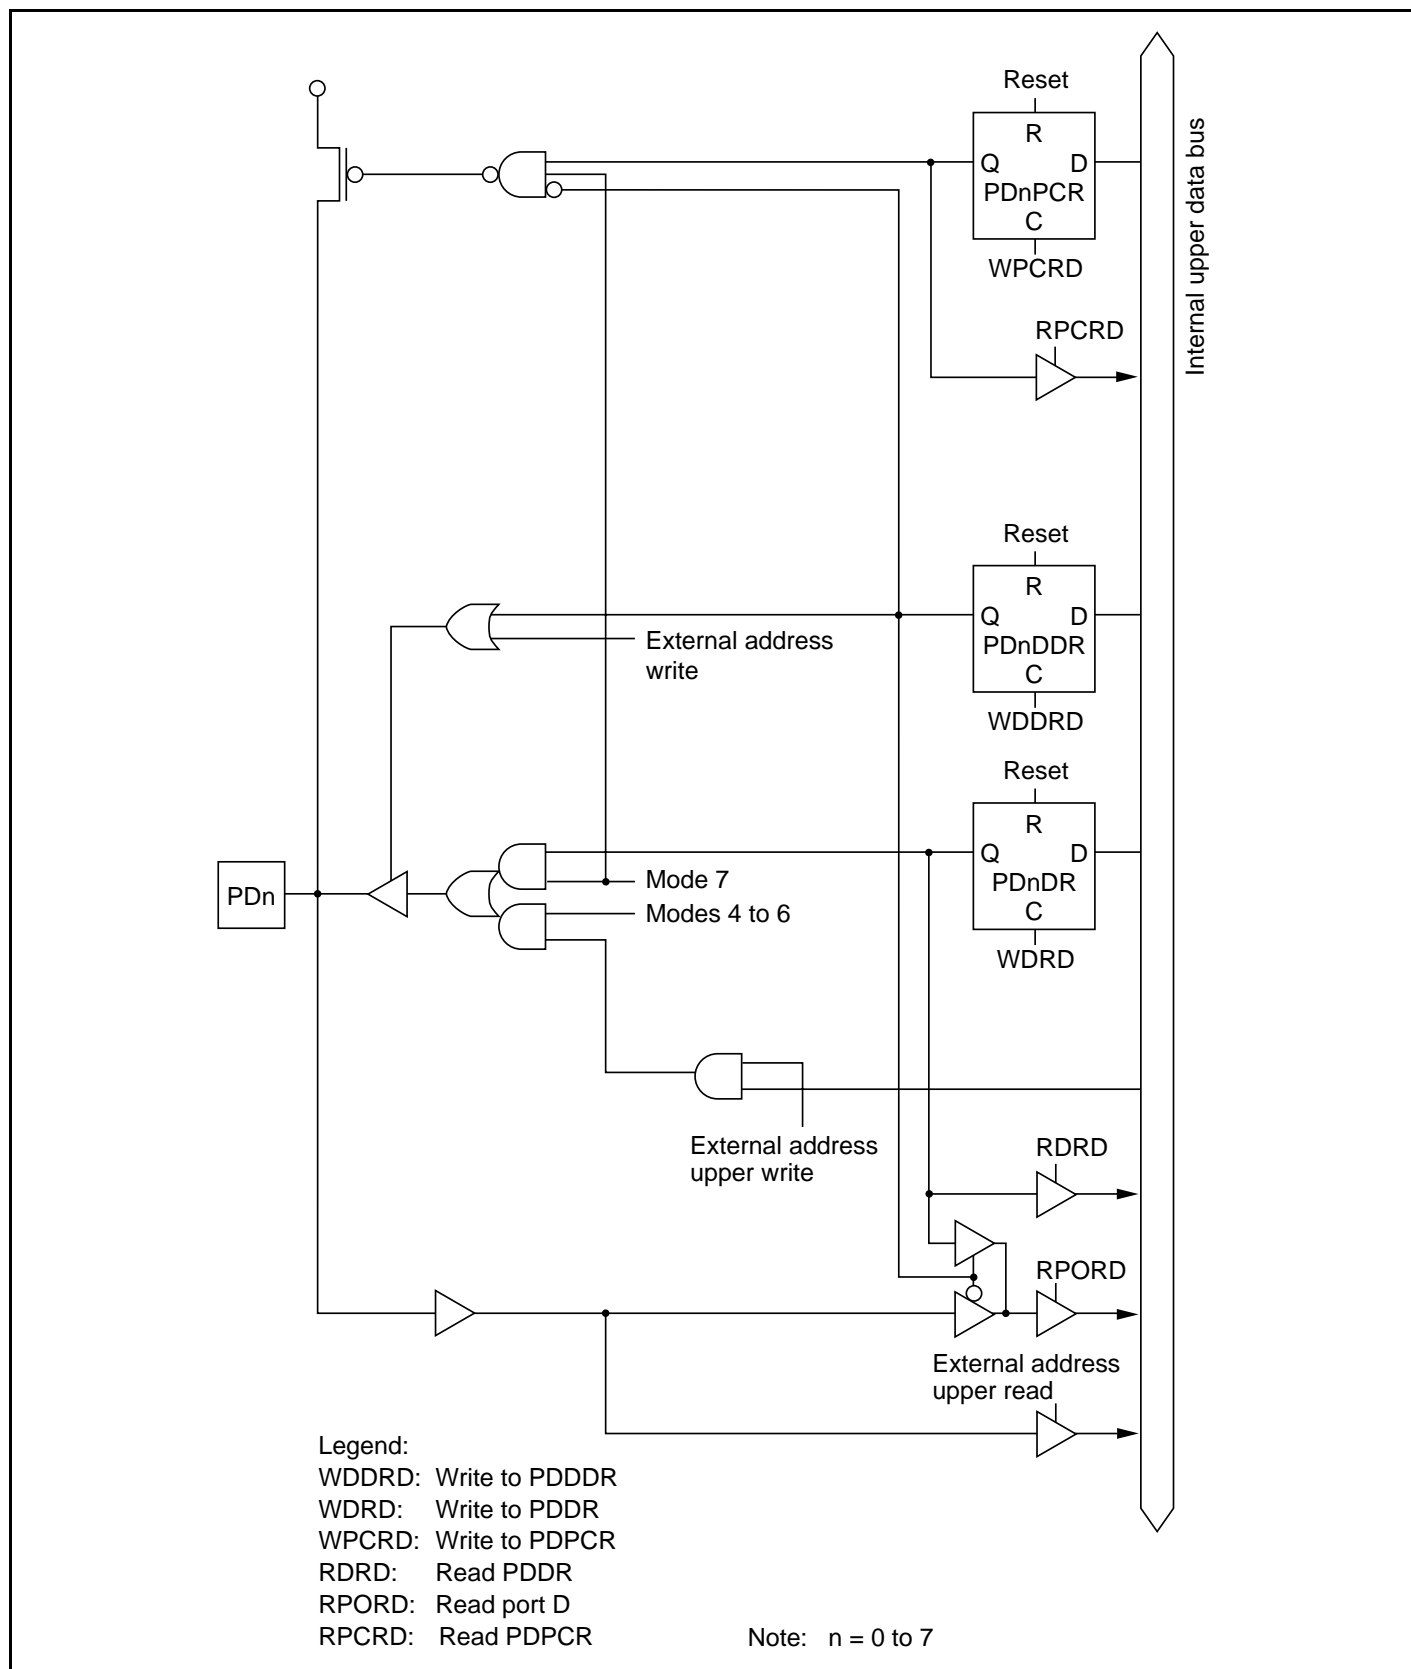 Reset
R
Q D
PDnPCR
C
WPCRD
Internal upper data bus
RPCRD
Reset
R
Q D
PDnDDR
C
WDDRD
External address
write
Reset
R
Q D
PDnDR
C
WDRD
PDn
Mode 7
Modes 4 to 6
External address
upper write
RDRD
RPORD
External address
upper read
Legend:
WDDRD: Write to PDDDR
WDRD: Write to PDDR
WPCRD: Write to PDPCR
RDRD: Read PDDR
RPORD: Read port D
RPCRD: Read PDPCR
Note: n = 0 to 7